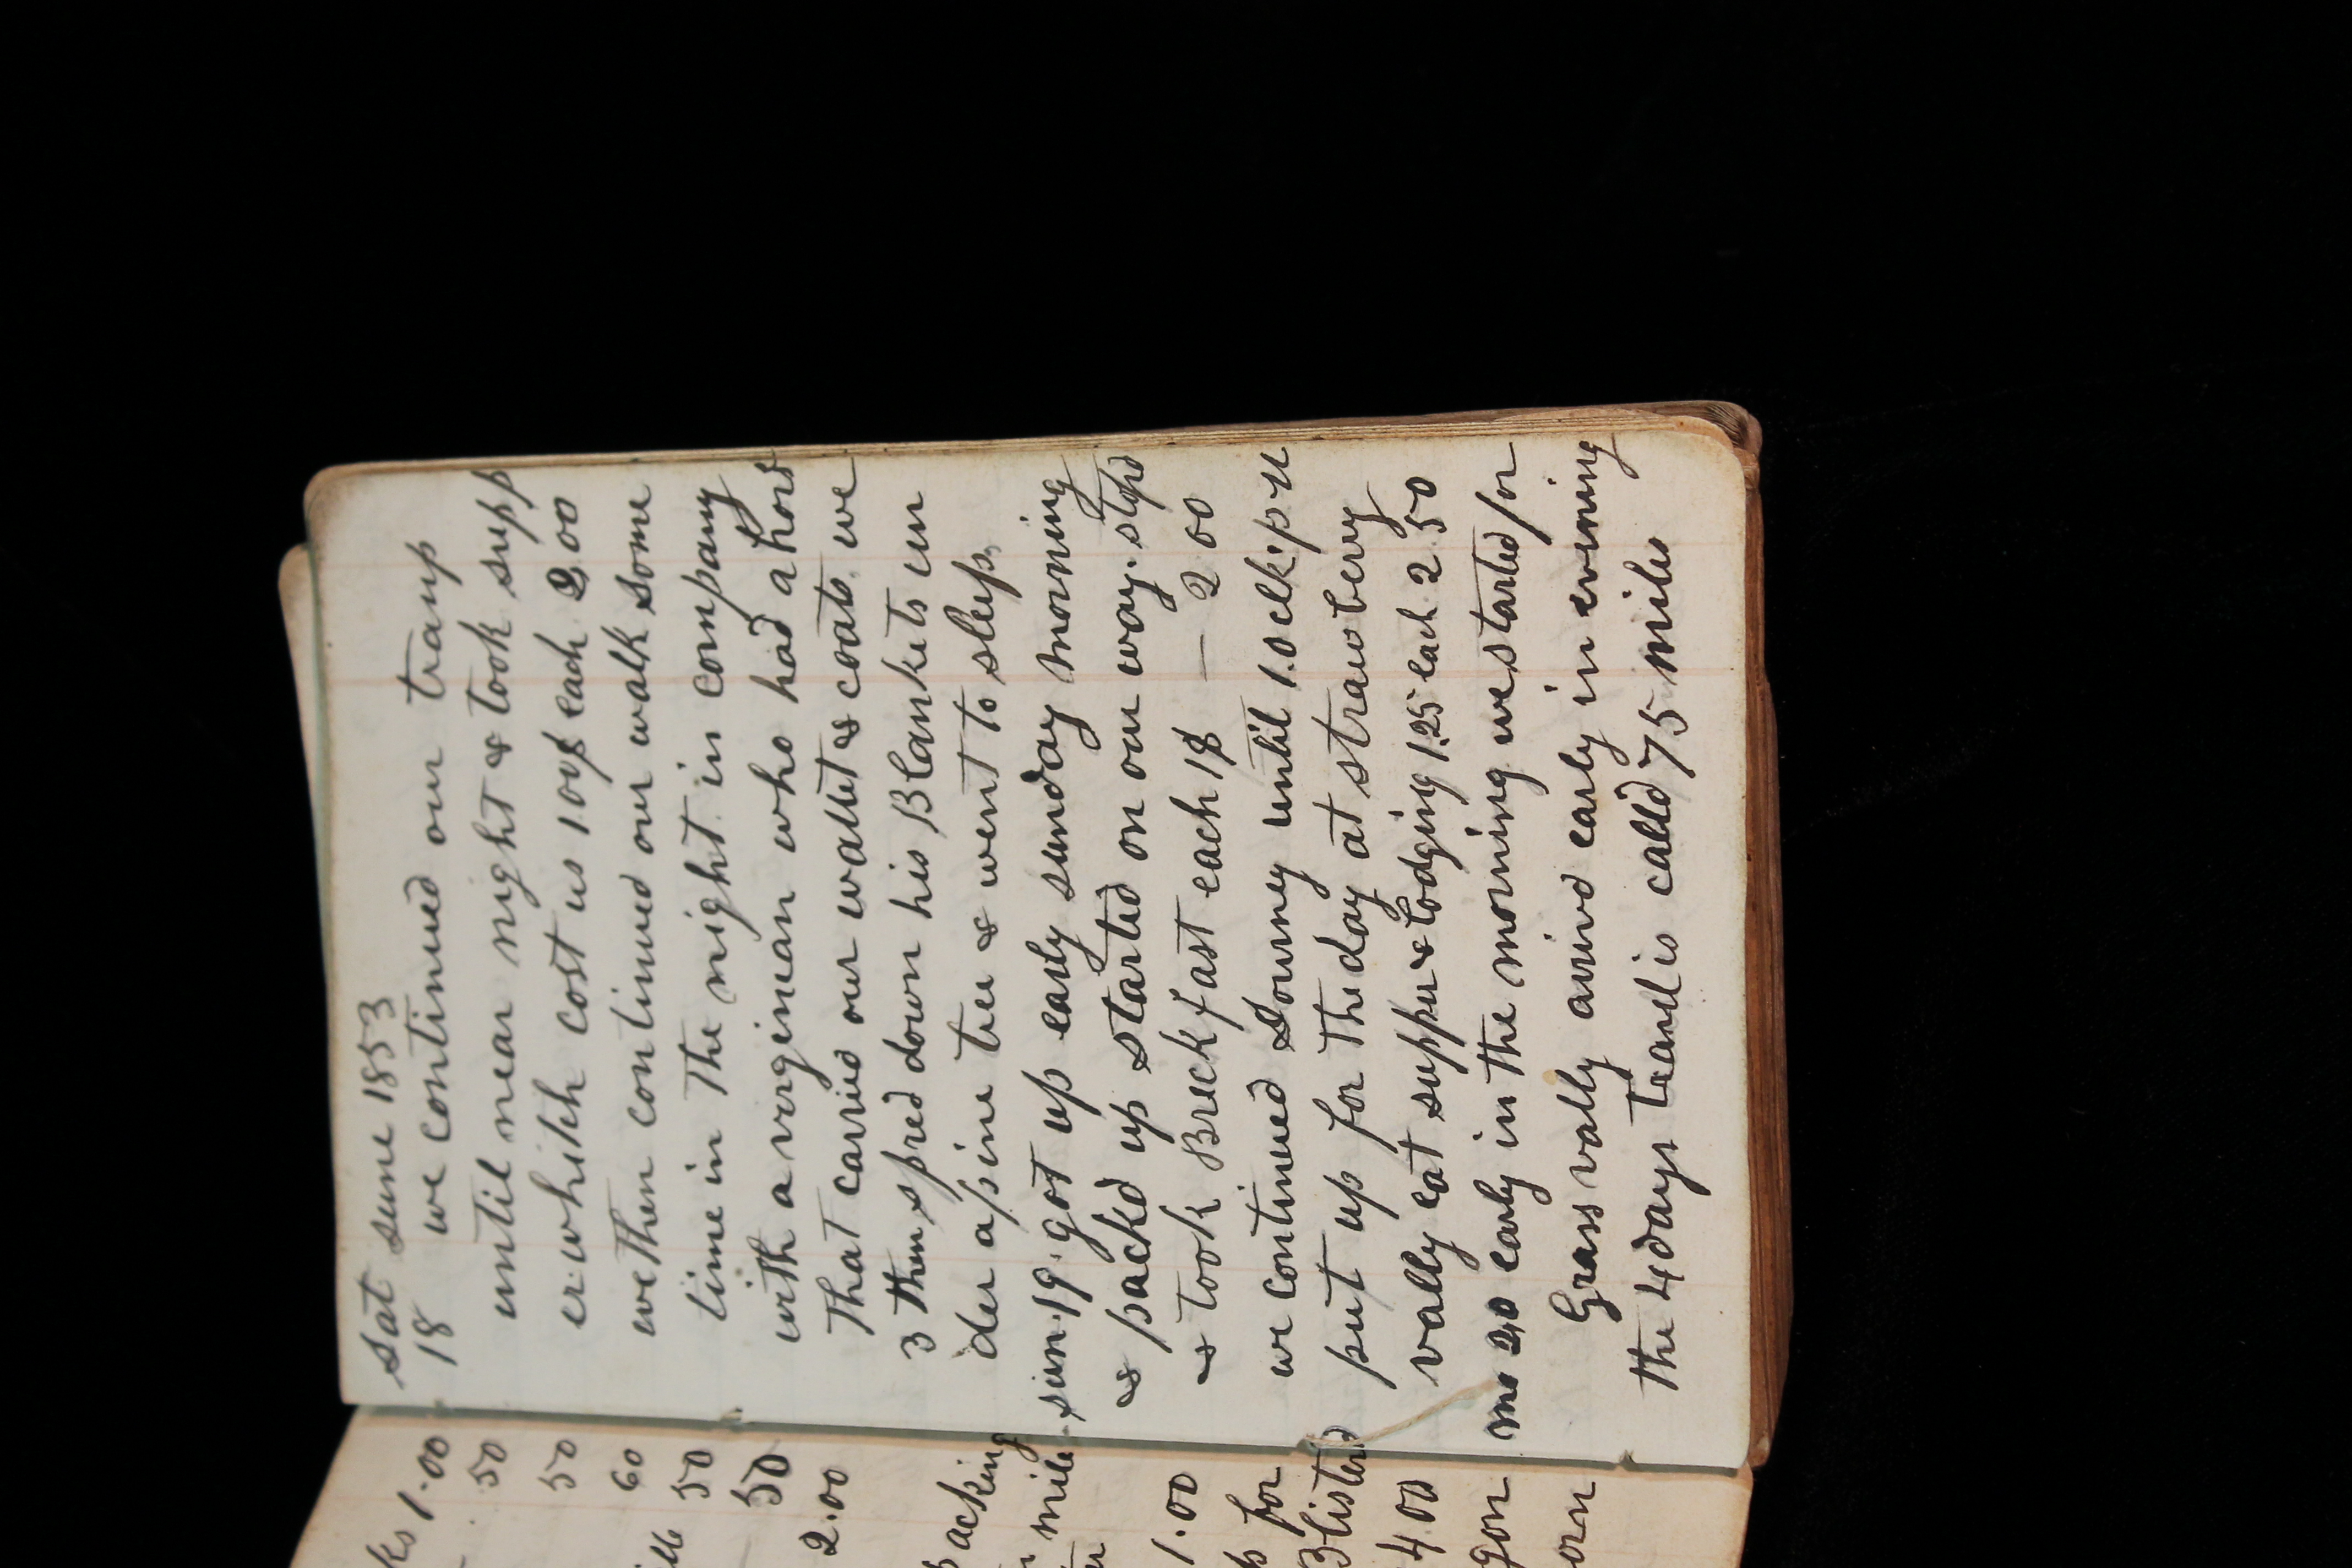 ks 1.00
50
50
60
ille 50
50
2.00
packing
mile
1.00
for
Blisterd
4 00
gon
orn
Sat June 1853
18 we continued our tramp
until near night & took supp
er whitch cost us 100$ each 2,00
we then continued our walk some
time in the night in company
with a virginian who had a hors
that carried our wallet & coats. we
3 then spred down his Blankets un
der a pine tree & went to sleep.
sun. 19. got up early sunday morning
& packd up started on our way. stopd
& took Breckfast each 1$ — 2 00
we continued Journey until 1.0 clk. p.M
put up for the day at strawberry
vally eat supper & lodging 1.25 each 2.50
mo 20 early in the morning we started for
Grass vally arrivd early in evening
the 4 days travel is calld 75 miles